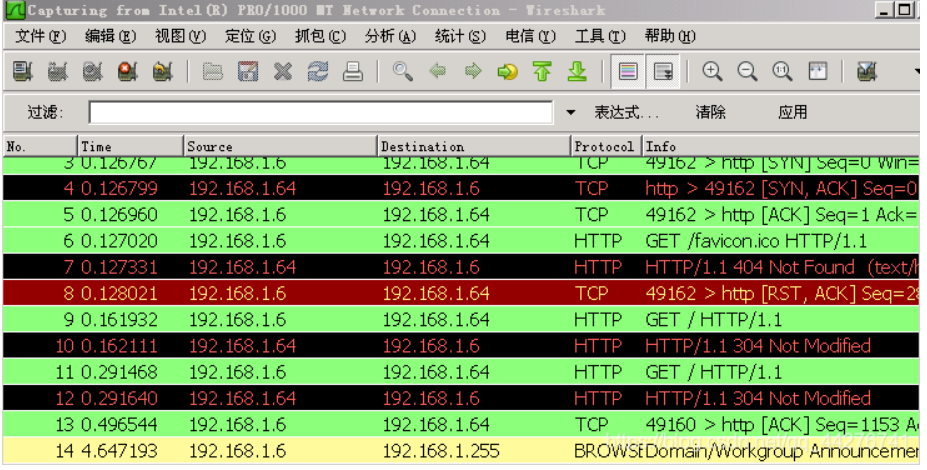 Capturing from Intel(R) PRO/1000 MT Network Connection - Wireshark
文件(F) 编辑(E) 视图(V) 定位(G) 抓包(C) 分析(A) 统计(S) 电信(Y) 工具(T) 帮助(H)
过滤: 表达式... 清除 应用
No. Time Source Destination Protocol Info
3 0.126767 192.168.1.6 192.168.1.64 TCP 49162 > http [SYN] Seq=0 Win=
4 0.126799 192.168.1.64 192.168.1.6 TCP http > 49162 [SYN, ACK] Seq=0
5 0.126960 192.168.1.6 192.168.1.64 TCP 49162 > http [ACK] Seq=1 Ack=
6 0.127020 192.168.1.6 192.168.1.64 HTTP GET /favicon.ico HTTP/1.1
7 0.127331 192.168.1.64 192.168.1.6 HTTP HTTP/1.1 404 Not Found (text/h
8 0.128021 192.168.1.6 192.168.1.64 TCP 49162 > http [RST, ACK] Seq=28
9 0.161932 192.168.1.6 192.168.1.64 HTTP GET / HTTP/1.1
10 0.162111 192.168.1.64 192.168.1.6 HTTP HTTP/1.1 304 Not Modified
11 0.291468 192.168.1.6 192.168.1.64 HTTP GET / HTTP/1.1
12 0.291640 192.168.1.64 192.168.1.6 HTTP HTTP/1.1 304 Not Modified
13 0.496544 192.168.1.6 192.168.1.64 TCP 49160 > http [ACK] Seq=1153 A
14 4.647193 192.168.1.6 192.168.1.255 BROWSE Domain/Workgroup Announcemen